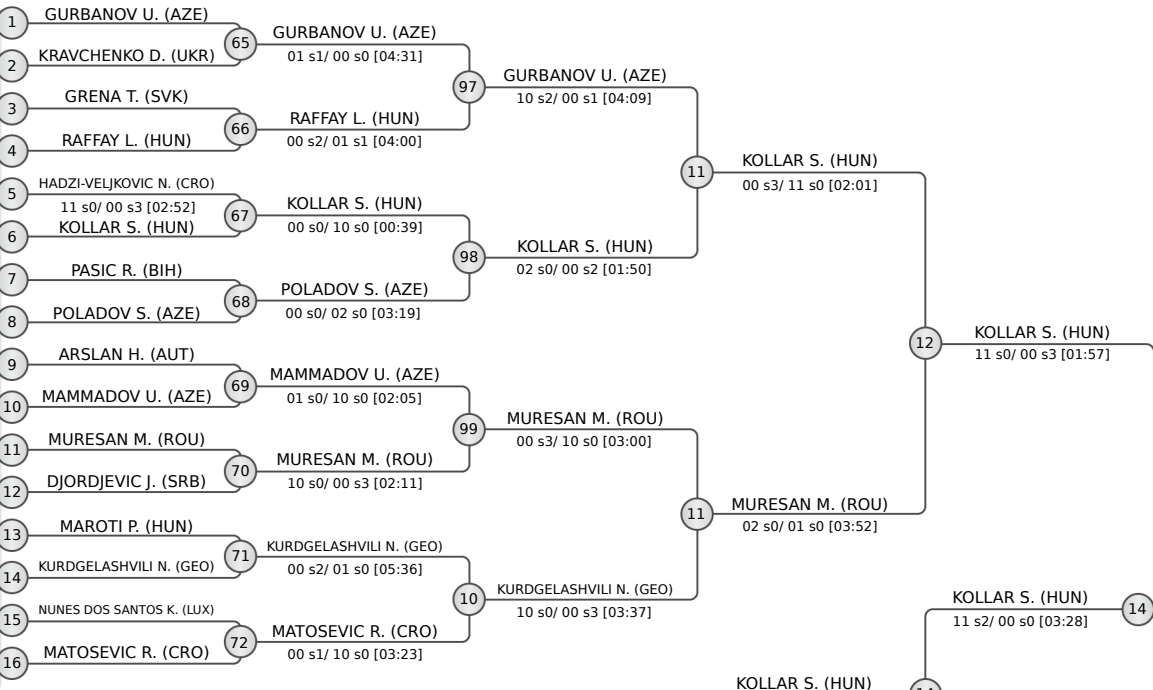 1
GURBANOV U. (AZE)
2
KRAVCHENKO D. (UKR)
65
GURBANOV U. (AZE)
01 s1/ 00 s0 [04:31]
3
GRENA T. (SVK)
4
RAFFAY L. (HUN)
66
RAFFAY L. (HUN)
00 s2/ 01 s1 [04:00]
97
GURBANOV U. (AZE)
10 s2/ 00 s1 [04:09]
5
HADZI-VELJKOVIC N. (CRO)
11 s0/ 00 s3 [02:52]
6
KOLLAR S. (HUN)
67
KOLLAR S. (HUN)
00 s0/ 10 s0 [00:39]
7
PASIC R. (BIH)
8
POLADOV S. (AZE)
68
POLADOV S. (AZE)
00 s0/ 02 s0 [03:19]
98
KOLLAR S. (HUN)
02 s0/ 00 s2 [01:50]
11
KOLLAR S. (HUN)
00 s3/ 11 s0 [02:01]
9
ARSLAN H. (AUT)
10
MAMMADOV U. (AZE)
69
MAMMADOV U. (AZE)
01 s0/ 10 s0 [02:05]
11
MURESAN M. (ROU)
12
DJORDJEVIC J. (SRB)
70
MURESAN M. (ROU)
10 s0/ 00 s3 [02:11]
99
MURESAN M. (ROU)
00 s3/ 10 s0 [03:00]
13
MAROTI P. (HUN)
14
KURDGELASHVILI N. (GEO)
71
KURDGELASHVILI N. (GEO)
00 s2/ 01 s0 [05:36]
15
NUNES DOS SANTOS K. (LUX)
16
MATOSEVIC R. (CRO)
72
MATOSEVIC R. (CRO)
00 s1/ 10 s0 [03:23]
10
KURDGELASHVILI N. (GEO)
10 s0/ 00 s3 [03:37]
11
MURESAN M. (ROU)
02 s0/ 01 s0 [03:52]
12
KOLLAR S. (HUN)
11 s0/ 00 s3 [01:57]
KOLLAR S. (HUN)
11 s2/ 00 s0 [03:28]
14
KOLLAR S. (HUN)